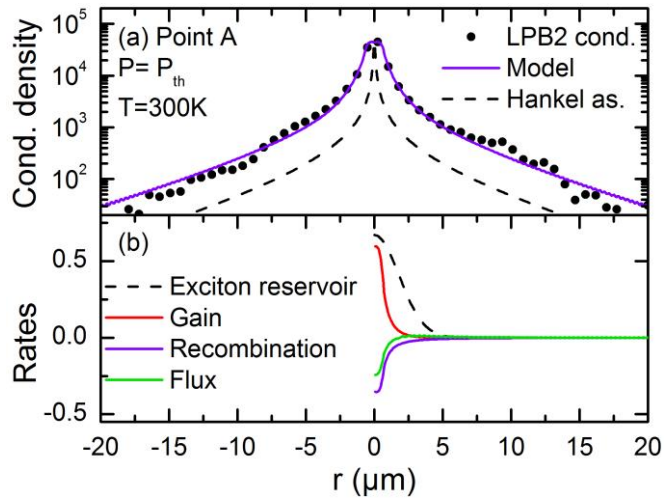 (a) Point A
P= Pth
T=300K
LPB2 cond.
Model
Hankel as.
Cond. density
10^5
10^4
10^3
10^2
(b)
Exciton reservoir
Gain
Recombination
Flux
Rates
0.5
0.0
-0.5
-20 -15 -10 -5 0 5 10 15 20
r (µm)